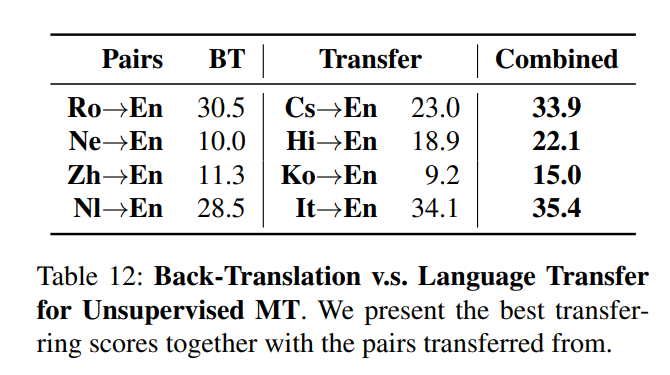 Pairs BT Transfer Combined
Ro→En 30.5 Cs→En 23.0 33.9
Ne→En 10.0 Hi→En 18.9 22.1
Zh→En 11.3 Ko→En 9.2 15.0
Nl→En 28.5 It→En 34.1 35.4
Table 12: Back-Translation v.s. Language Transfer
for Unsupervised MT. We present the best transfer-
ring scores together with the pairs transferred from.